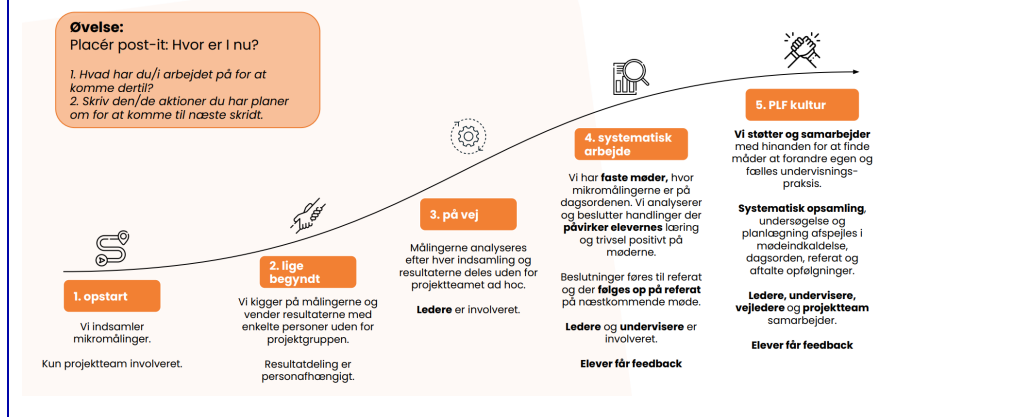 Øvelse:
Placér post-it: Hvor er I nu?
1. Hvad har du/i arbejdet på for at
komme dertil?
2. Skriv den/de aktioner du har planer
om for at komme til næste skridt.
1. opstart
Vi indsamler
mikromålinger.
Kun projektteam involveret.
2. lige
begyndt
Vi kigger på målingerne og
vender resultaterne med
enkelte personer uden for
projektgruppen.
Resultatdeling er
personafhængigt.
3. på vej
Målingerne analyseres
efter hver indsamling og
resultaterne deles uden for
projektteamet ad hoc.
Ledere er involveret.
4. systematisk
arbejde
Vi har faste møder, hvor
mikromålingerne er på
dagsordenen. Vi analyserer
og beslutter handlinger der
påvirker elevernes læring
og trivsel positivt på
møderne.
Beslutninger føres til referat
og der følges op på referat
på næstkommende møde.
Ledere og undervisere er
involveret.
Elever får feedback
5. PLF kultur
Vi støtter og samarbejder
med hinanden for at finde
måder at forandre egen og
fælles undervisnings-
praksis.
Systematisk opsamling,
undersøgelse og
planlægning afspejles i
mødeindkaldelse,
dagsorden, referat og
aftalte opfølgninger.
Ledere, undervisere,
vejledere og projektteam
samarbejder.
Elever får feedback